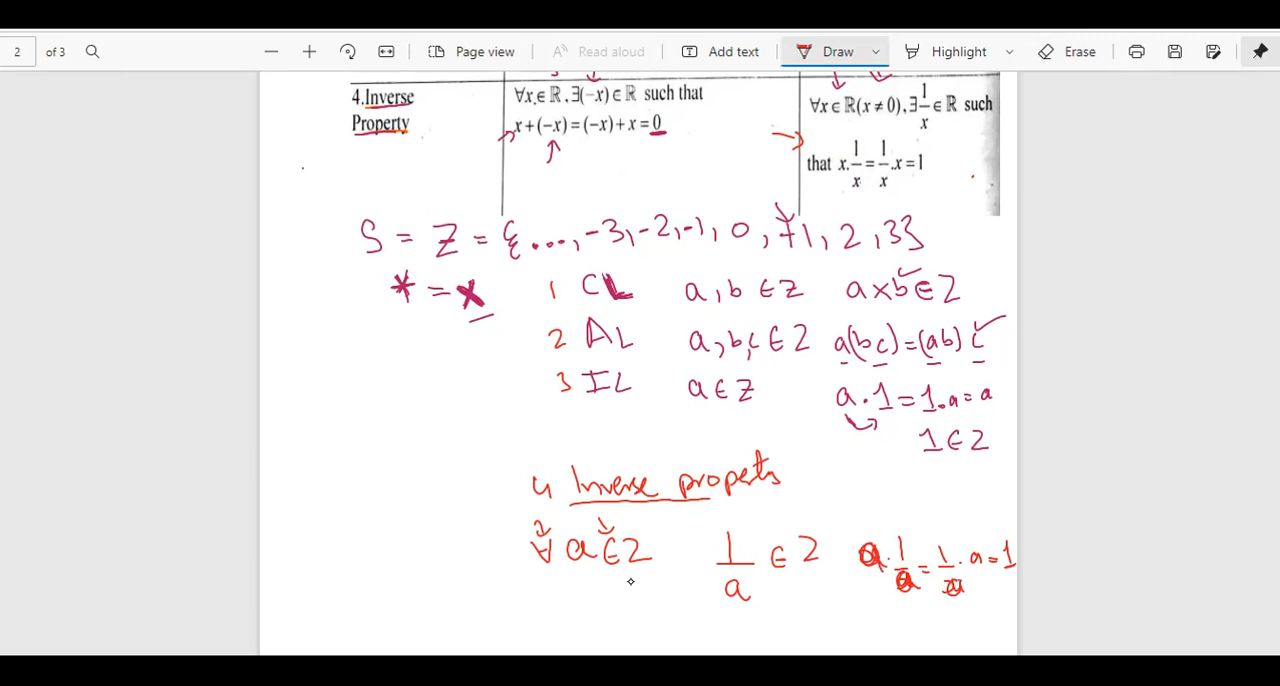 2 of 3 Page view Read aloud Add text Draw Highlight Erase
4.Inverse Property
∀x∈ℝ, ∃(-x)∈ℝ such that
x+(-x)=(-x)+x=0
∀x∈ℝ(x≠0),∃1/x∈ℝ such
that x.1/x=1/x.x=1
S = Z = {..., -3, -2, -1, 0, +1, 2, 3}
* = ×
1 CL a, b ∈ Z a×b ∈ Z
2 AL a, b, c ∈ Z a(bc) = (ab) c
3 IL a ∈ Z a . 1 = 1 . a = a
1 ∈ Z
4 Inverse property
∀ a ∈ Z 1/a ∈ Z a . 1/a = 1/a . a = 1